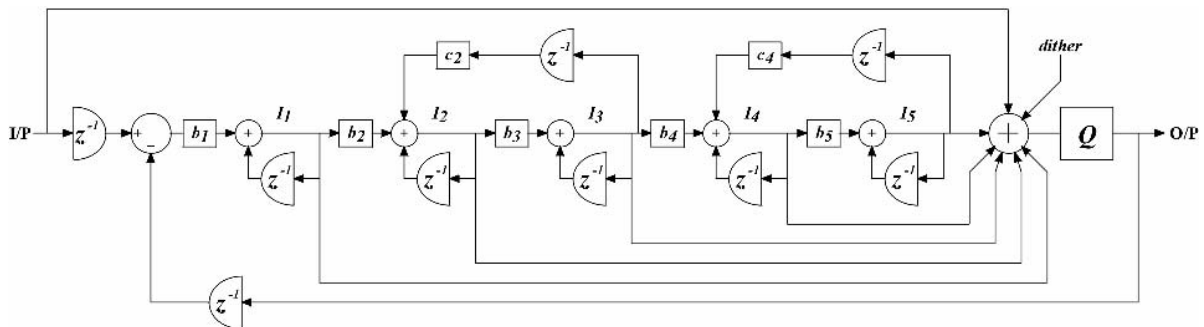 c2
z-1
c4
z-1
dither
I/P
z-1
+
−
b1
+
I1
b2
+
I2
b3
+
I3
b4
+
I4
b5
+
I5
+
Q
O/P
z-1
z-1
z-1
z-1
z-1
z-1